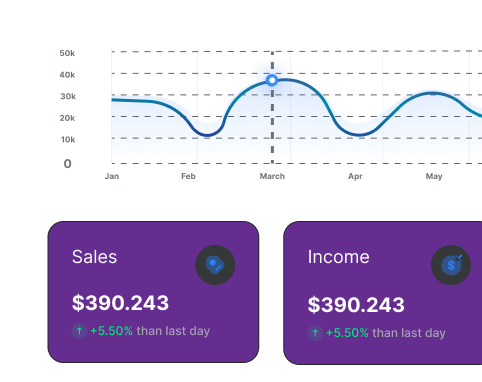 50k
40k
30k
20k
10k
0
Jan Feb March Apr May
Sales
$
$390.243
+5.50% than last day
Income
$
$390.243
+5.50% than last day